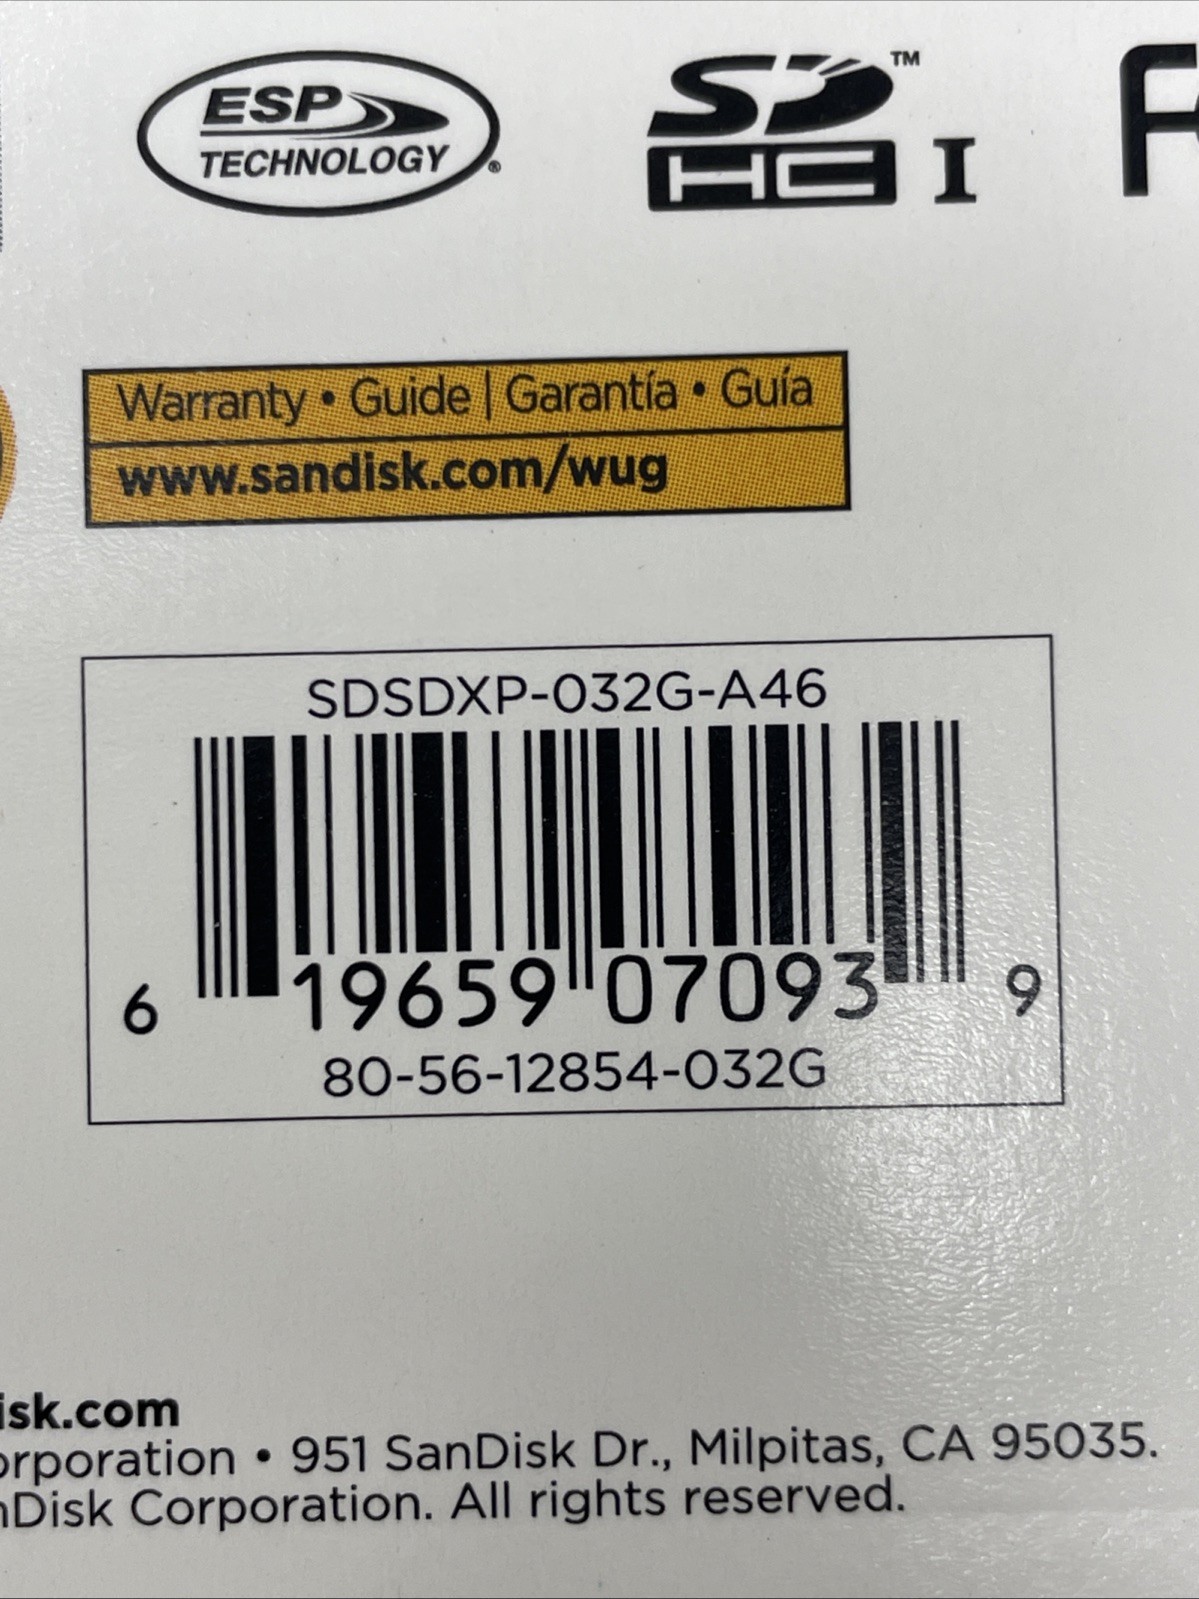 ESP
TECHNOLOGY®
SD™
HC I
Warranty • Guide | Garantía • Guía
www.sandisk.com/wug
SDSDXP-032G-A46
6 19659 07093 9
80-56-12854-032G
isk.com
orporation • 951 SanDisk Dr., Milpitas, CA 95035.
nDisk Corporation. All rights reserved.